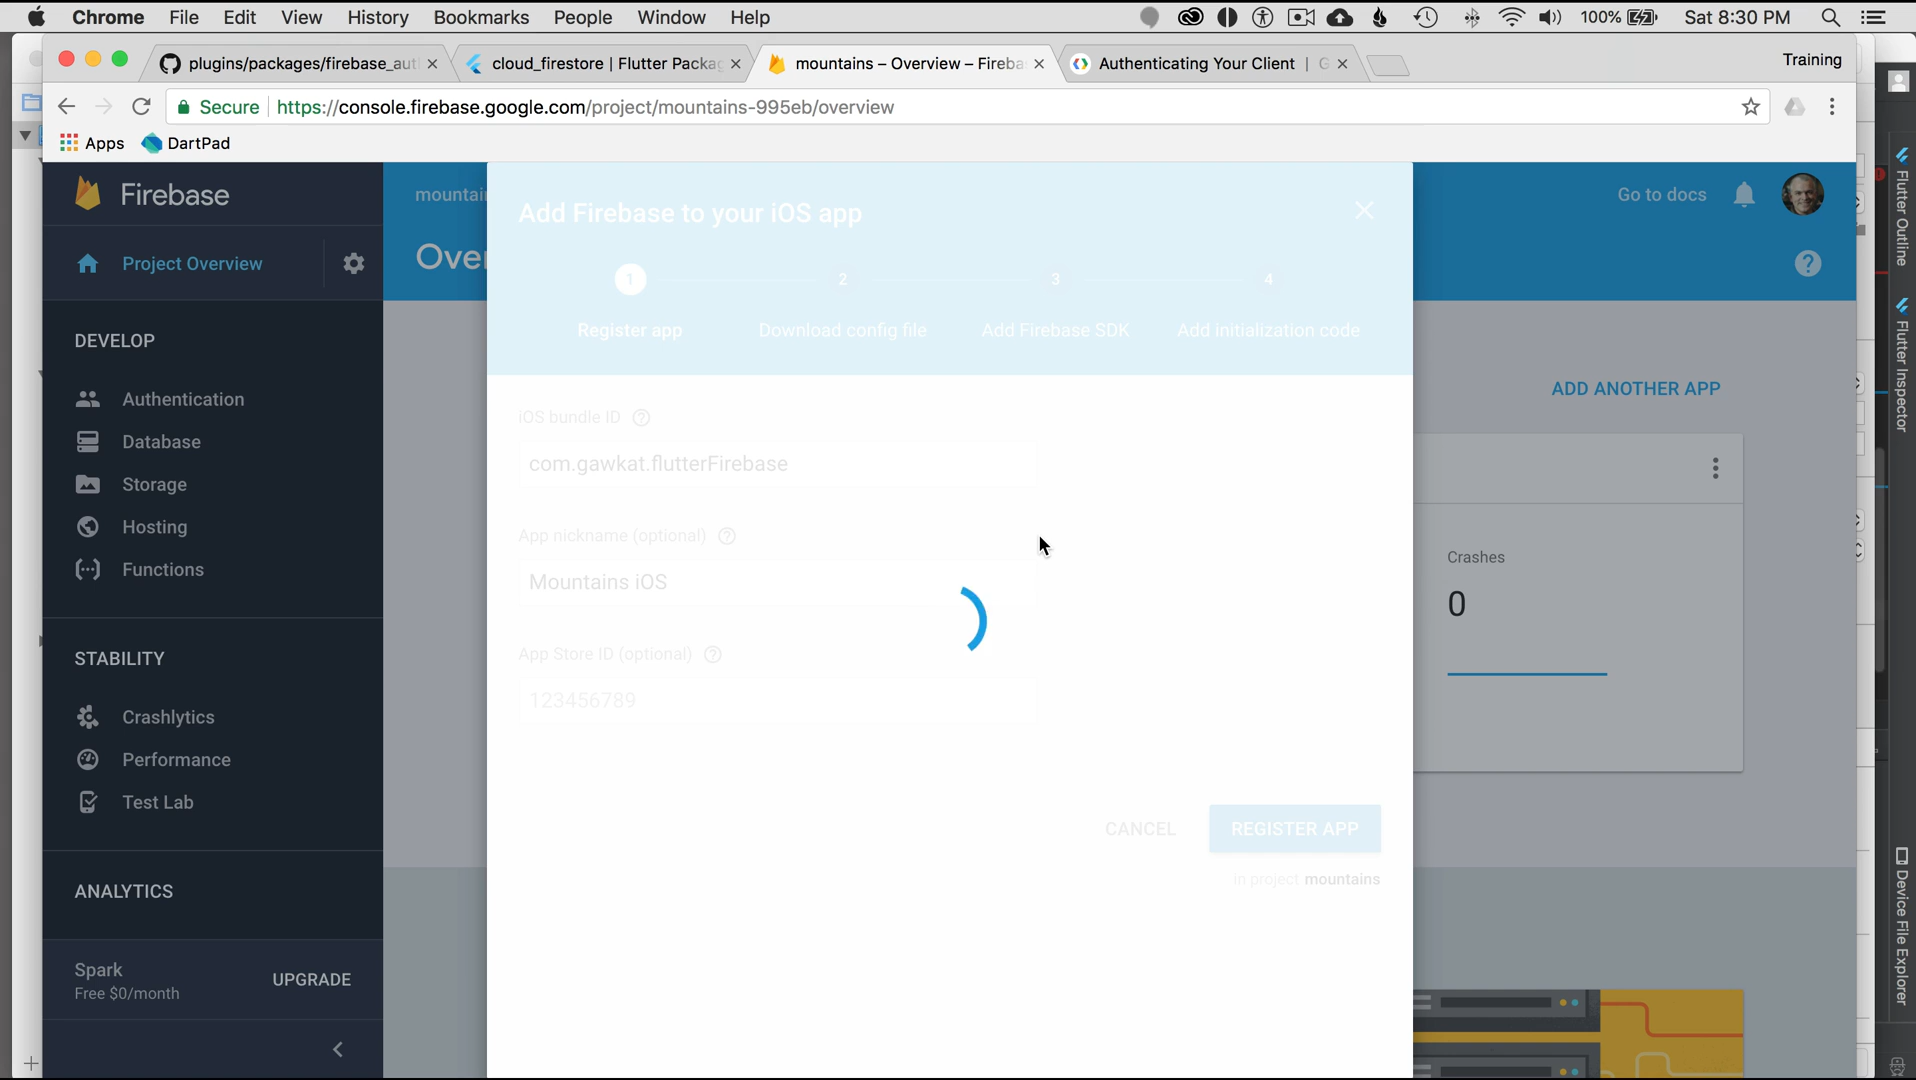 Chrome File Edit View History Bookmarks People Window Help 100% Sat 8:30 PM
plugins/packages/firebase_aut cloud_firestore | Flutter Packag mountains – Overview – Fireba Authenticating Your Client | G Training
Secure https://console.firebase.google.com/project/mountains-995eb/overview
Apps DartPad
Firebase
Project Overview
DEVELOP
Authentication
Database
Storage
Hosting
Functions
STABILITY
Crashlytics
Performance
Test Lab
ANALYTICS
Spark
Free $0/month
UPGRADE
mountai
Over
Go to docs
Add Firebase to your iOS app
1 2 3 4
Register app Download config file Add Firebase SDK Add initialization code
iOS bundle ID
com.gawkat.flutterFirebase
App nickname (optional)
Mountains iOS
App Store ID (optional)
123456789
CANCEL REGISTER APP
in project mountains
ADD ANOTHER APP
Crashes
0
Flutter Outline
Flutter Inspector
Device File Explorer